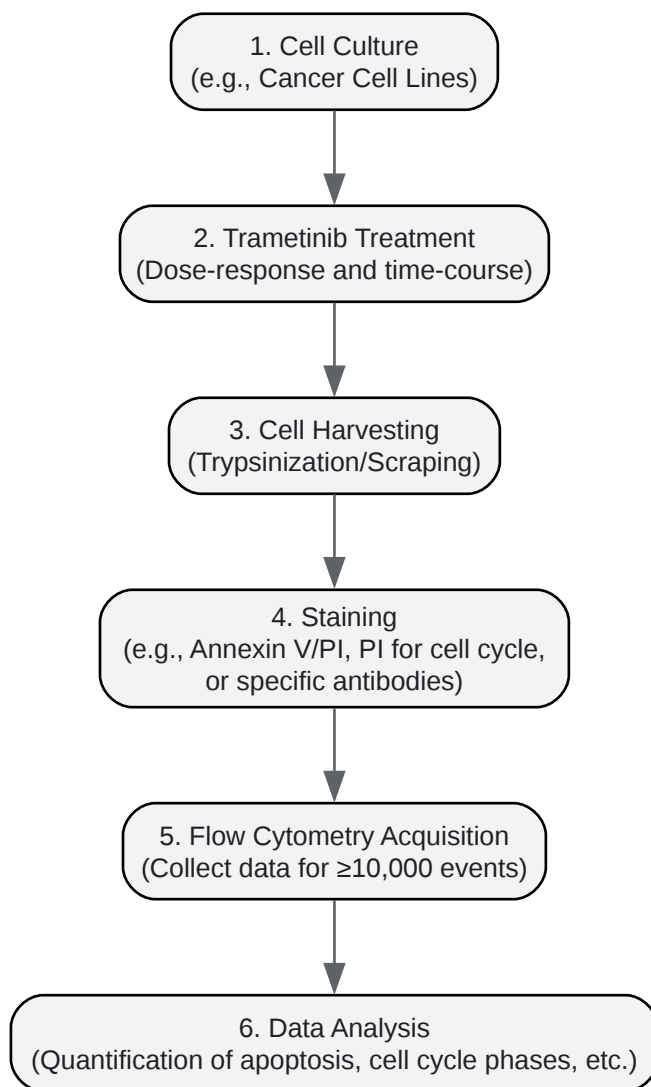 1. Cell Culture
(e.g., Cancer Cell Lines)
2. Trametinib Treatment
(Dose-response and time-course)
3. Cell Harvesting
(Trypsinization/Scraping)
4. Staining
(e.g., Annexin V/PI, PI for cell cycle,
or specific antibodies)
5. Flow Cytometry Acquisition
(Collect data for ≥10,000 events)
6. Data Analysis
(Quantification of apoptosis, cell cycle phases, etc.)